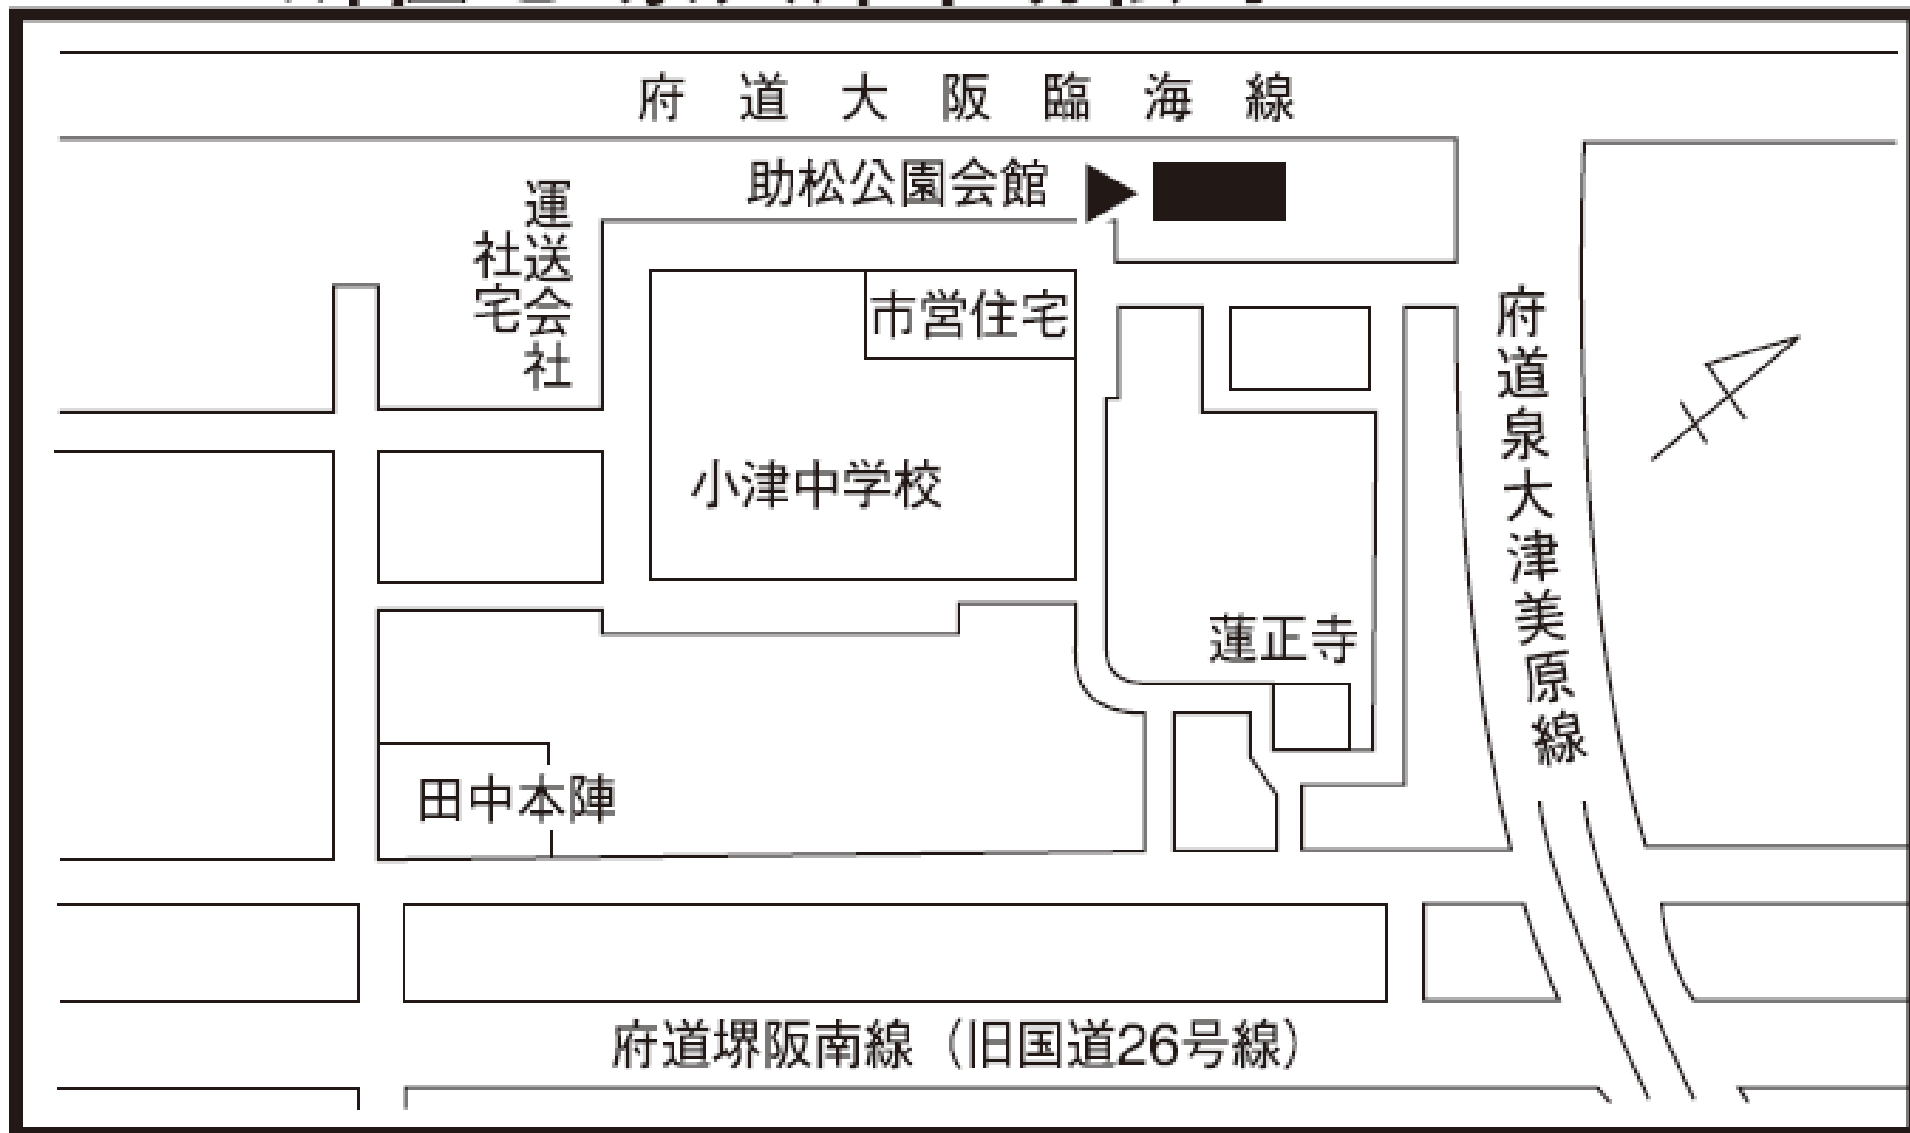 府道大阪臨海線
助松公園会館
運送会社
社宅
市営住宅
府道泉大津美原線
小津中学校
蓮正寺
田中本陣
府道堺阪南線（旧国道26号線）